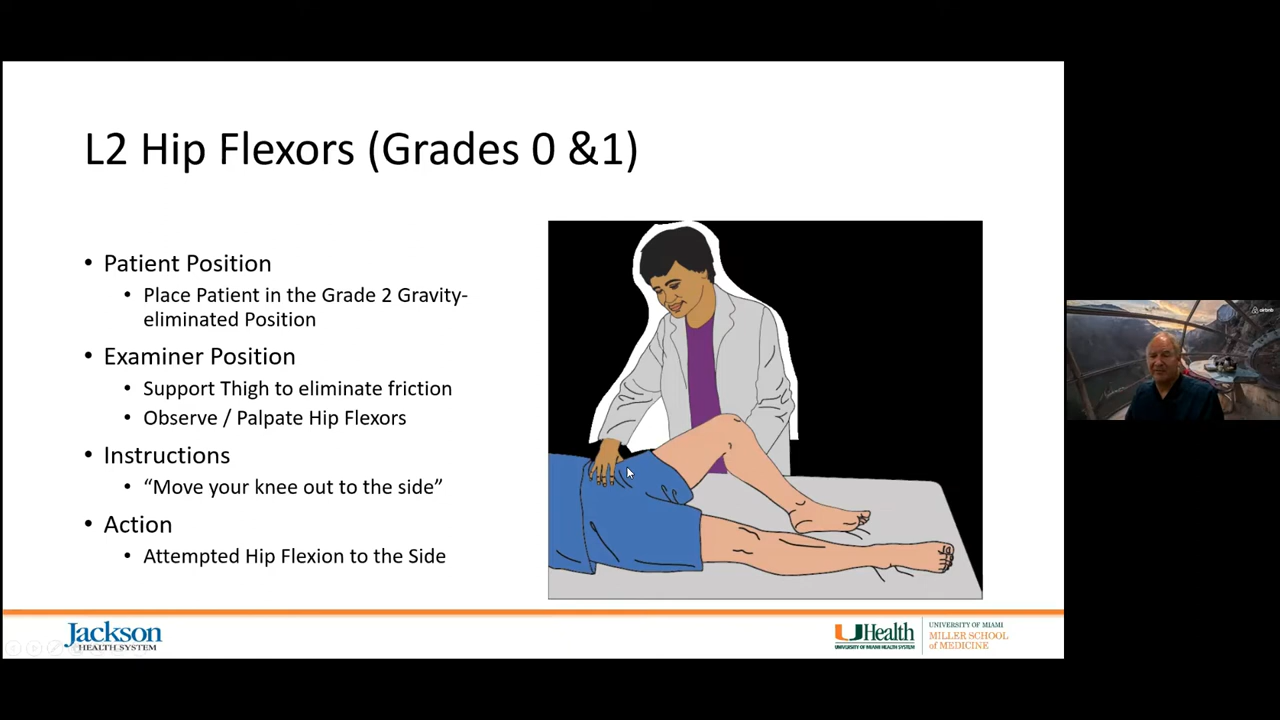 L2 Hip Flexors (Grades 0 &1)
• Patient Position
• Place Patient in the Grade 2 Gravity-
eliminated Position
• Examiner Position
• Support Thigh to eliminate friction
• Observe / Palpate Hip Flexors
• Instructions
• “Move your knee out to the side”
• Action
• Attempted Hip Flexion to the Side
Jackson
HEALTH SYSTEM
UHealth
UNIVERSITY OF MIAMI HEALTH SYSTEM
UNIVERSITY OF MIAMI
MILLER SCHOOL
of MEDICINE
airbnb